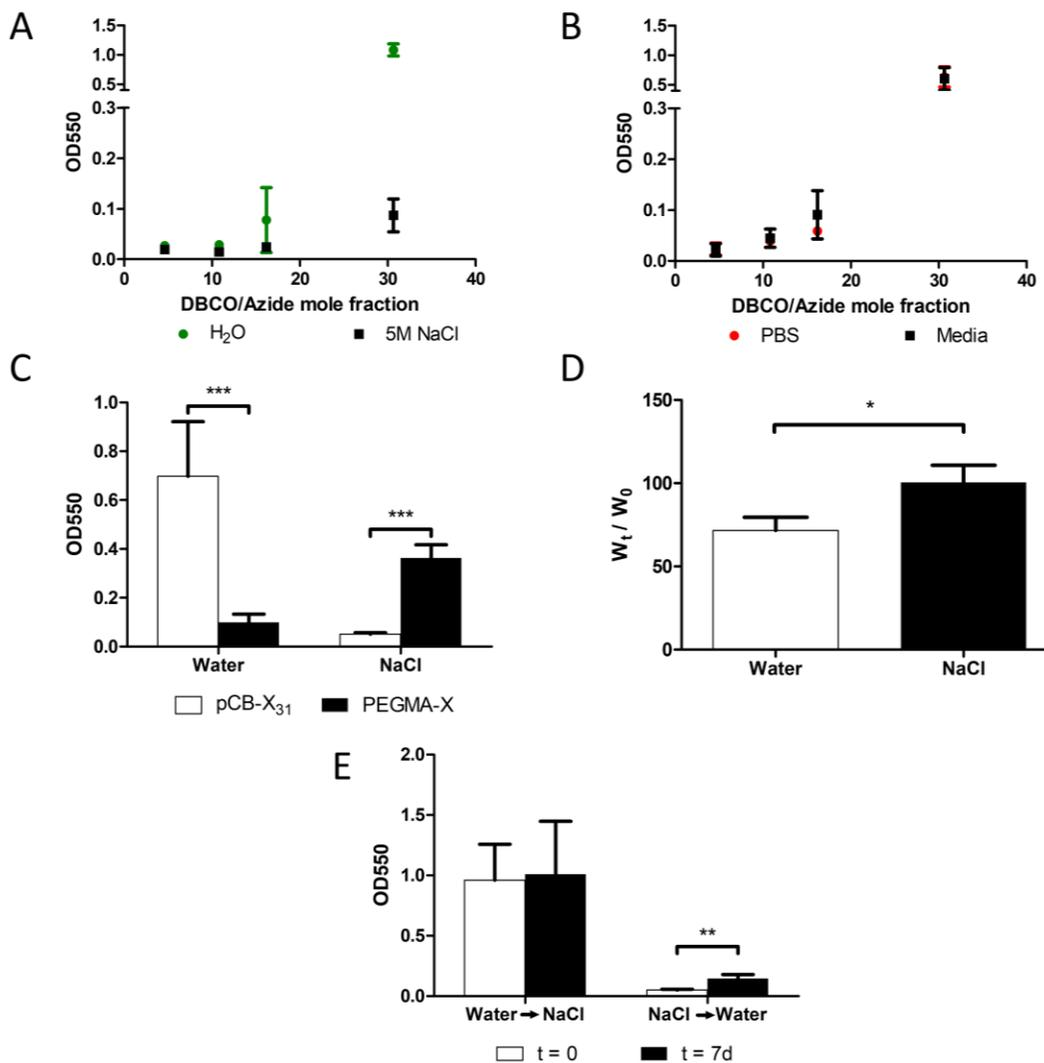 A
1.5
1.0
0.5
0.3
0.2
0.1
0.0
OD550
0 10 20 30 40
DBCO/Azide mole fraction
H₂O 5M NaCl
B
1.5
1.0
0.5
0.3
0.2
0.1
0.0
OD550
0 10 20 30 40
DBCO/Azide mole fraction
PBS Media
C
1.0
0.8
0.6
0.4
0.2
0.0
OD550
***
***
Water NaCl
pCB-X₃₁ PEGMA-X
D
150
100
50
0
Wₜ / W₀
*
Water NaCl
E
2.0
1.5
1.0
0.5
0.0
OD550
**
Water → NaCl NaCl → Water
t = 0 t = 7d